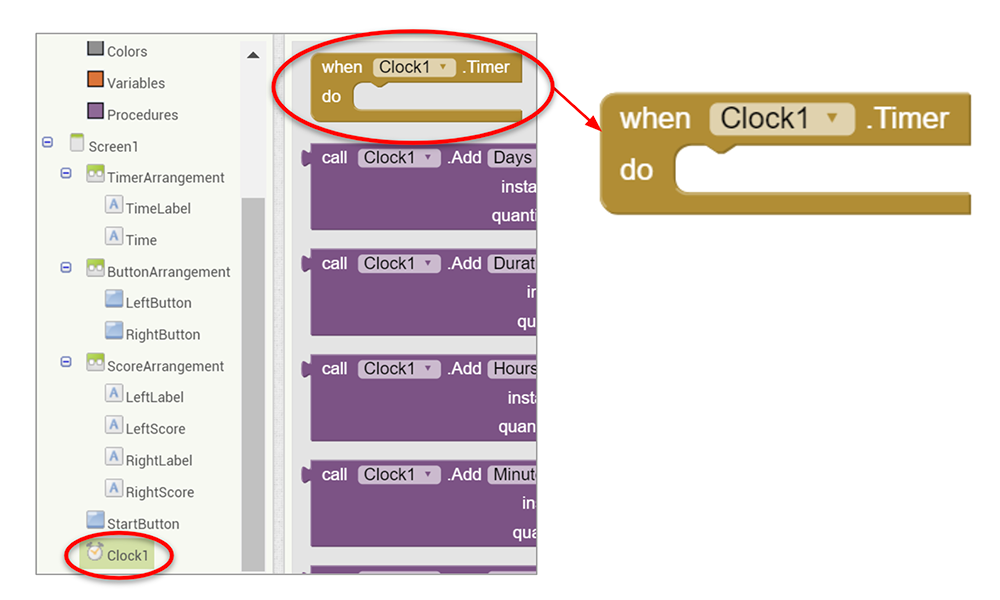 Colors
Variables
Procedures
Screen1
TimerArrangement
A TimeLabel
A Time
ButtonArrangement
LeftButton
RightButton
ScoreArrangement
A LeftLabel
A LeftScore
A RightLabel
A RightScore
StartButton
Clock1
when Clock1 .Timer
do
call Clock1 .Add Days
insta
quanti
call Clock1 .Add Durat
in
qu
call Clock1 .Add Hours
inst
quan
call Clock1 .Add Minut
in
qua
when Clock1 .Timer
do